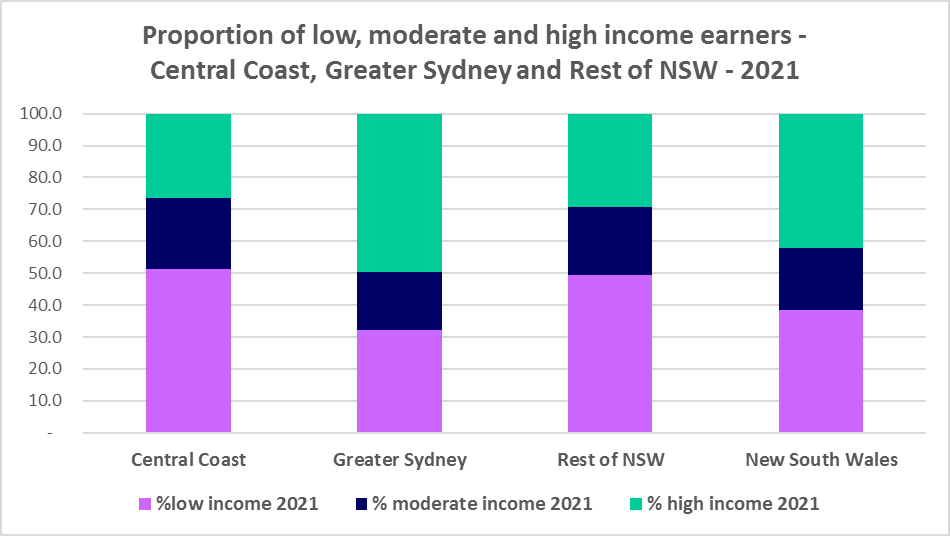 Proportion of low, moderate and high income earners -
Central Coast, Greater Sydney and Rest of NSW - 2021
100.0
90.0
80.0
70.0
60.0
50.0
40.0
30.0
20.0
10.0
-
Central Coast Greater Sydney Rest of NSW New South Wales
%low income 2021 % moderate income 2021 % high income 2021